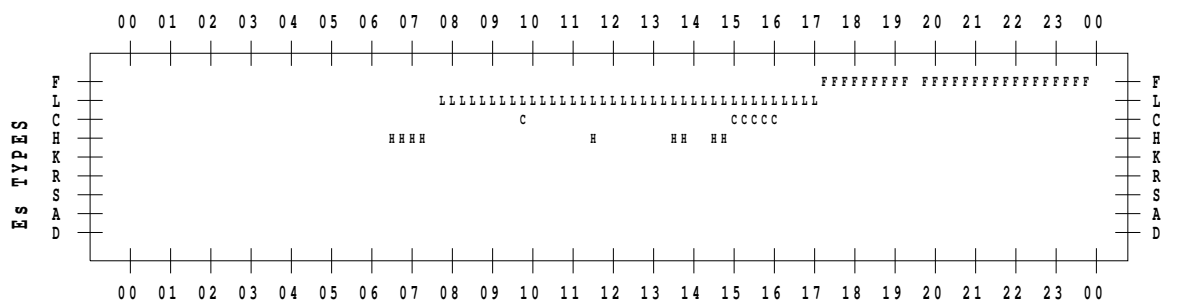 00 01 02 03 04 05 06 07 08 09 10 11 12 13 14 15 16 17 18 19 20 21 22 23 00
F FFFFFFFFF FFFFFFFFFFFFFFFFF F
L LLLLLLLLLLLLLLLLLLLLLLLLLLLLLLLLLLLLLL L
C C CCCCC C
H HHHH H HH HH H
K K
R R
S S
A A
D D
Es TYPES
00 01 02 03 04 05 06 07 08 09 10 11 12 13 14 15 16 17 18 19 20 21 22 23 00